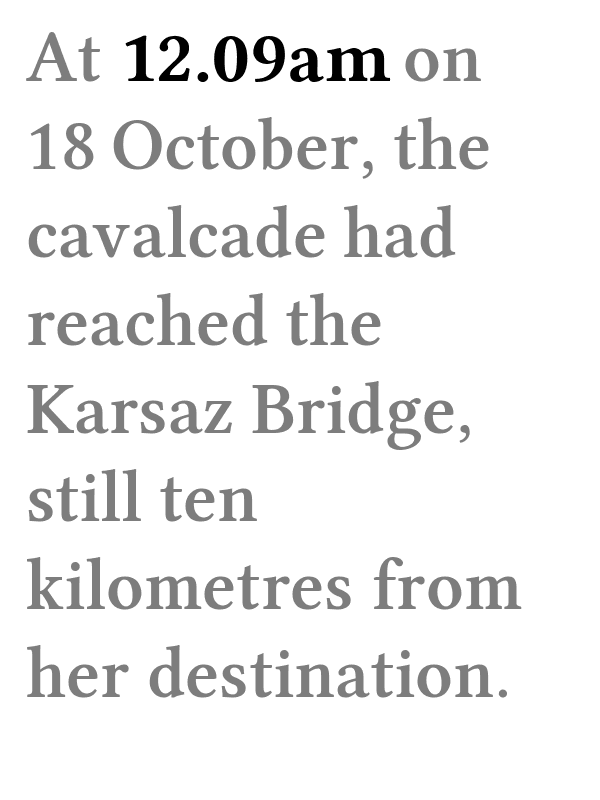 At 12.09am on
18 October, the
cavalcade had
reached the
Karsaz Bridge,
still ten
kilometres from
her destination.